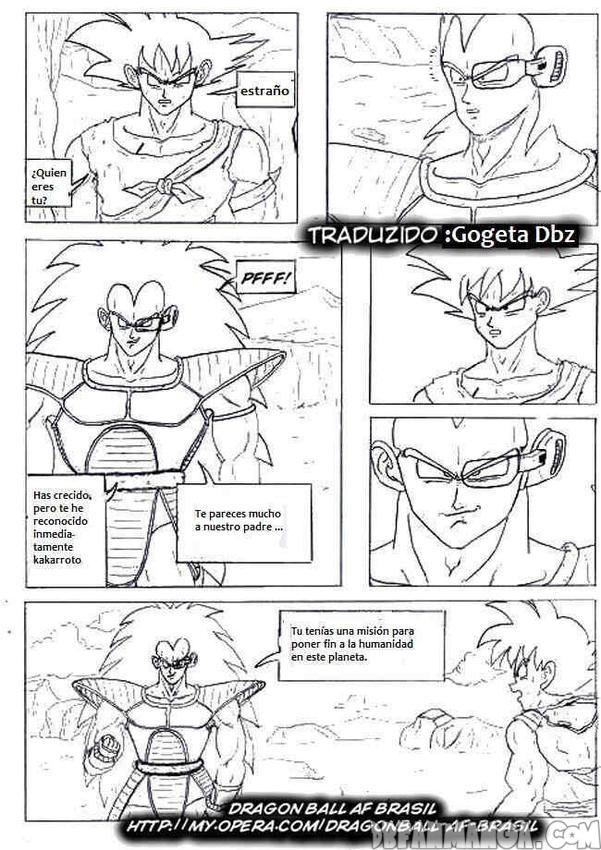 estraño
¿Quien
eres
tu?
TRADUZIDO :Gogeta Dbz
PFFF!
Has crecido,
pero te he
reconocido
inmedia-
tamente
kakarroto
Te pareces mucho
a nuestro padre ...
Tu tenías una misión para
poner fin a la humanidad
en este planeta.
DRAGON BALL AF BRASIL
HTTP://MY.OPERA.COM/DRAGONBALL-AF-BRASIL
DBFANMANGA.COM